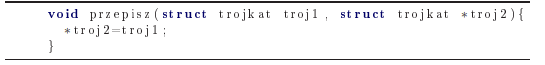 void przepisz(struct trojkat troj1, struct trojkat *troj2){
*troj2=troj1;
}